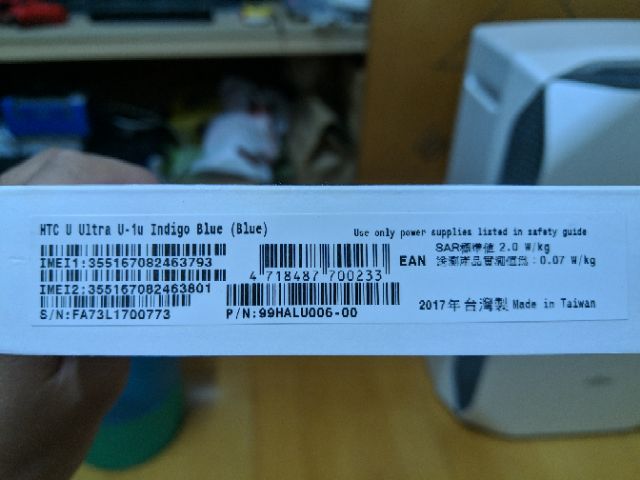 HTC U Ultra U-1u Indigo Blue (Blue)
Use only power supplies listed in safety guide
IMEI1:355167082463793
IMEI2:355167082463801
S/N:FA73L1700773
4 718487 700233
EAN
P/N:99HALU006-00
SAR標準值 2.0 W/kg
送測產品實測值為：0.07 W/kg
2017年 台灣製 Made in Taiwan